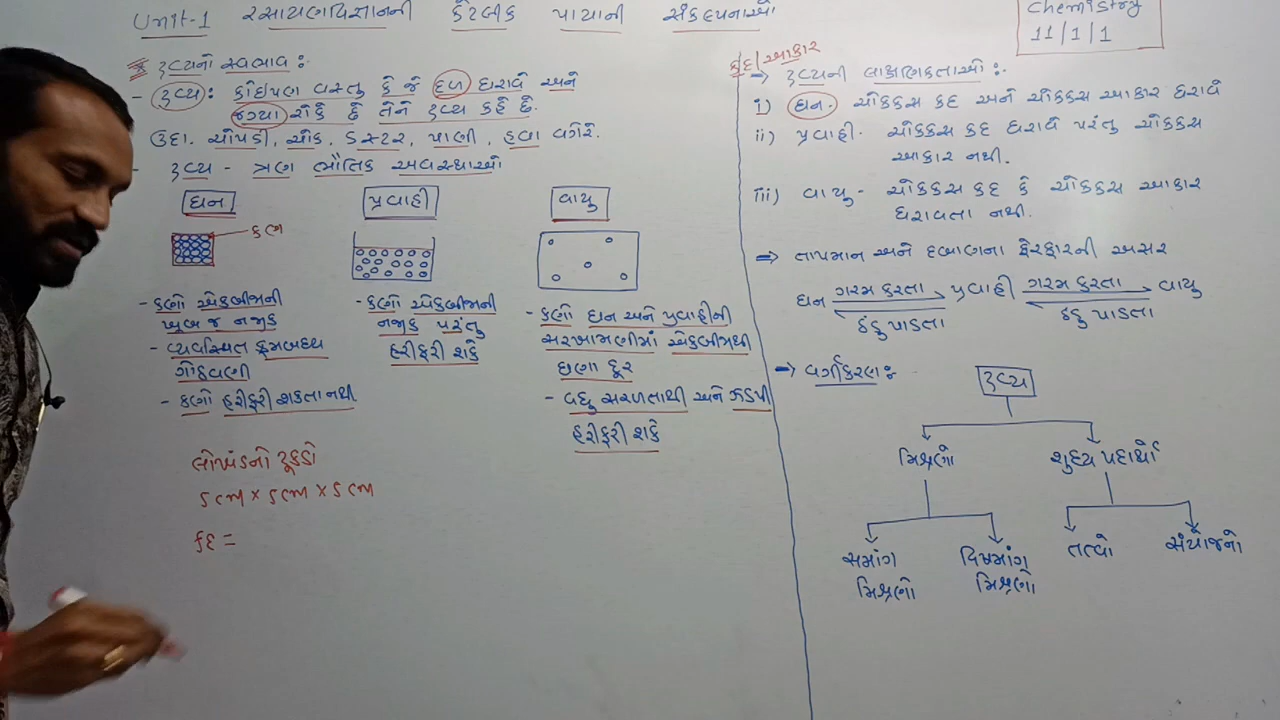 Unit-1 રસાયણવિજ્ઞાનની કેટલીક પાયાની સંકલ્પનાઓ
Chemistry
11/1/1
* દ્રવ્યનો સ્વભાવ :-
- દ્રવ્ય : કોઇપણ વસ્તુ કે જે દળ ધરાવે અને
જગ્યા રોકે છે તેને દ્રવ્ય કહે છે.
ઉદા. ચોપડી, ચોક, ડસ્ટર, પાણી, હવા વગેરે.
- દ્રવ્ય - ત્રણ ભૌતિક અવસ્થાઓ
ઘન પ્રવાહી વાયુ
કણ
- કણો એકબીજાની
ખૂબ જ નજીક
- વ્યવસ્થિત ક્રમબધ્ધ
ગોઠવણી
- કણો હરીફરી શકતા નથી
- કણો એકબીજાની
નજીક પરંતુ
હરીફરી શકે
- કણો ઘન અને પ્રવાહીની
સરખામણીમાં એકબીજાથી
ઘણા દૂર
- વધુ સરળતાથી અને ઝડપી
હરીફરી શકે
લોખંડનો ટૂકડો
5 cm × 5 cm × 5 cm
કદ =
કદ/આકાર
→ દ્રવ્યની લાક્ષણિકતાઓ :-
i) ઘન. ચોક્કસ કદ અને ચોક્કસ આકાર ધરાવે
ii) પ્રવાહી. ચોક્કસ કદ ધરાવે પરંતુ ચોક્કસ
આકાર નથી.
iii) વાયુ - ચોક્કસ કદ કે ચોક્કસ આકાર
ધરાવતા નથી.
⇒ તાપમાન અને દબાણના ફેરફારની અસર
ઘન ગરમ કરતા પ્રવાહી ગરમ કરતા વાયુ
ઠંડુ પાડતા ઠંડુ પાડતા
→ વર્ગીકરણ :-
દ્રવ્ય
મિશ્રણો શુધ્ધ પદાર્થો
સમાંગ વિષમાંગ તત્વો સંયોજનો
મિશ્રણો મિશ્રણો